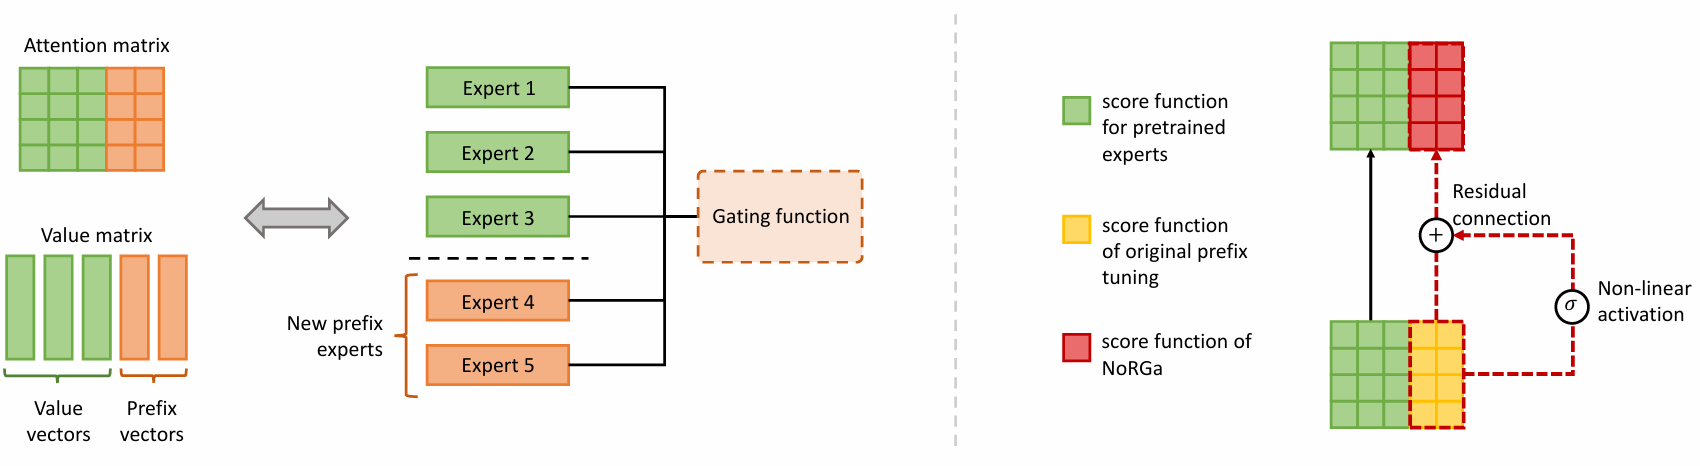 Attention matrix
Value matrix
Value
vectors
Prefix
vectors
Expert 1
Expert 2
Expert 3
New prefix
experts
Expert 4
Expert 5
Gating function
score function
for pretrained
experts
score function
of original prefix
tuning
score function of
NoRGa
Residual
connection
+
σ
Non-linear
activation